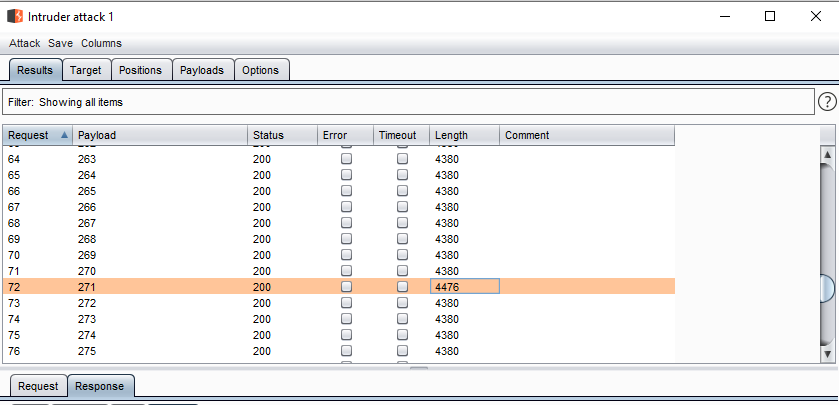 Intruder attack 1
Attack Save Columns
Results Target Positions Payloads Options
Filter: Showing all items ?
Request Payload Status Error Timeout Length Comment
64 263 200 4380
65 264 200 4380
66 265 200 4380
67 266 200 4380
68 267 200 4380
69 268 200 4380
70 269 200 4380
71 270 200 4380
72 271 200 4476
73 272 200 4380
74 273 200 4380
75 274 200 4380
76 275 200 4380
Request Response